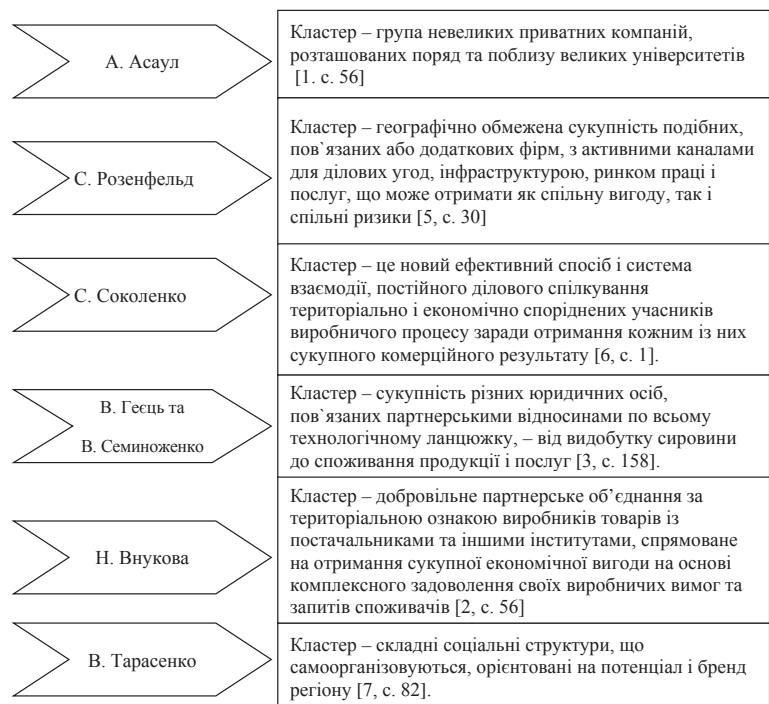 А. Асаул
Кластер – група невеликих приватних компаній,
розташованих поряд та поблизу великих університетів
[1. с. 56]
С. Розенфельд
Кластер – географічно обмежена сукупність подібних,
пов`язаних або додаткових фірм, з активними каналами
для ділових угод, інфраструктурою, ринком праці і
послуг, що може отримати як спільну вигоду, так і
спільні ризики [5, с. 30]
С. Соколенко
Кластер – це новий ефективний спосіб і система
взаємодії, постійного ділового спілкування
територіально і економічно споріднених учасників
виробничого процесу заради отримання кожним із них
сукупного комерційного результату [6, с. 1].
В. Геєць та
В. Семиноженко
Кластер – сукупність різних юридичних осіб,
пов`язаних партнерськими відносинами по всьому
технологічному ланцюжку, – від видобутку сировини
до споживання продукції і послуг [3, с. 158].
Н. Внукова
Кластер – добровільне партнерське об’єднання за
територіальною ознакою виробників товарів із
постачальниками та іншими інститутами, спрямоване
на отримання сукупної економічної вигоди на основі
комплексного задоволення своїх виробничих вимог та
запитів споживачів [2, с. 56]
В. Тарасенко
Кластер – складні соціальні структури, що
самоорганізовуються, орієнтовані на потенціал і бренд
регіону [7, с. 82].